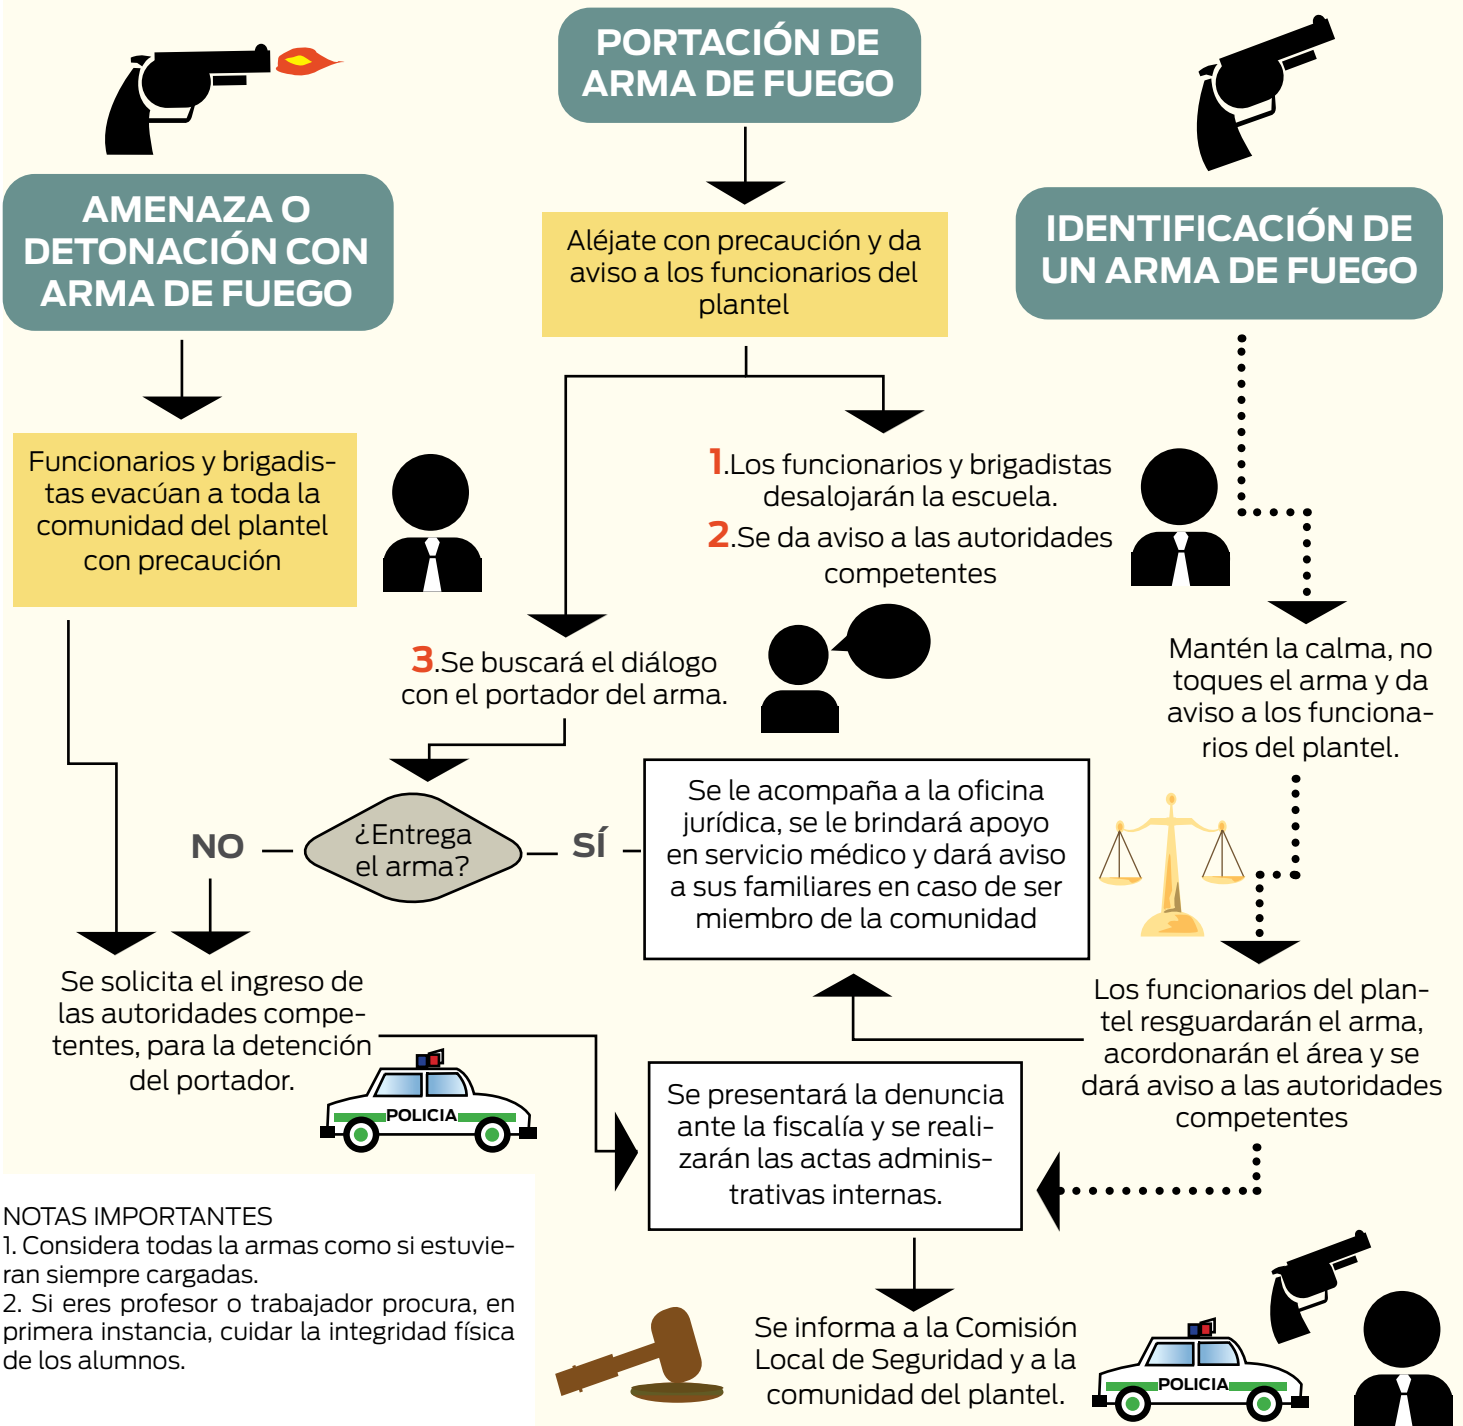 PORTACIÓN DE
ARMA DE FUEGO
AMENAZA O
DETONACIÓN CON
ARMA DE FUEGO
IDENTIFICACIÓN DE
UN ARMA DE FUEGO
Aléjate con precaución y da
aviso a los funcionarios del
plantel
Funcionarios y brigadis-
tas evacúan a toda la
comunidad del plantel
con precaución
1.Los funcionarios y brigadistas
desalojarán la escuela.
2.Se da aviso a las autoridades
competentes
3.Se buscará el diálogo
con el portador del arma.
Mantén la calma, no
toques el arma y da
aviso a los funciona-
rios del plantel.
¿Entrega
el arma?
NO
SÍ
Se le acompaña a la oficina
jurídica, se le brindará apoyo
en servicio médico y dará aviso
a sus familiares en caso de ser
miembro de la comunidad
Se solicita el ingreso de
las autoridades compe-
tentes, para la detención
del portador.
POLICIA
Los funcionarios del plan-
tel resguardarán el arma,
acordonarán el área y se
dará aviso a las autoridades
competentes
Se presentará la denuncia
ante la fiscalía y se reali-
zarán las actas adminis-
trativas internas.
NOTAS IMPORTANTES
1. Considera todas la armas como si estuvie-
ran siempre cargadas.
2. Si eres profesor o trabajador procura, en
primera instancia, cuidar la integridad física
de los alumnos.
Se informa a la Comisión
Local de Seguridad y a la
comunidad del plantel.
POLICIA